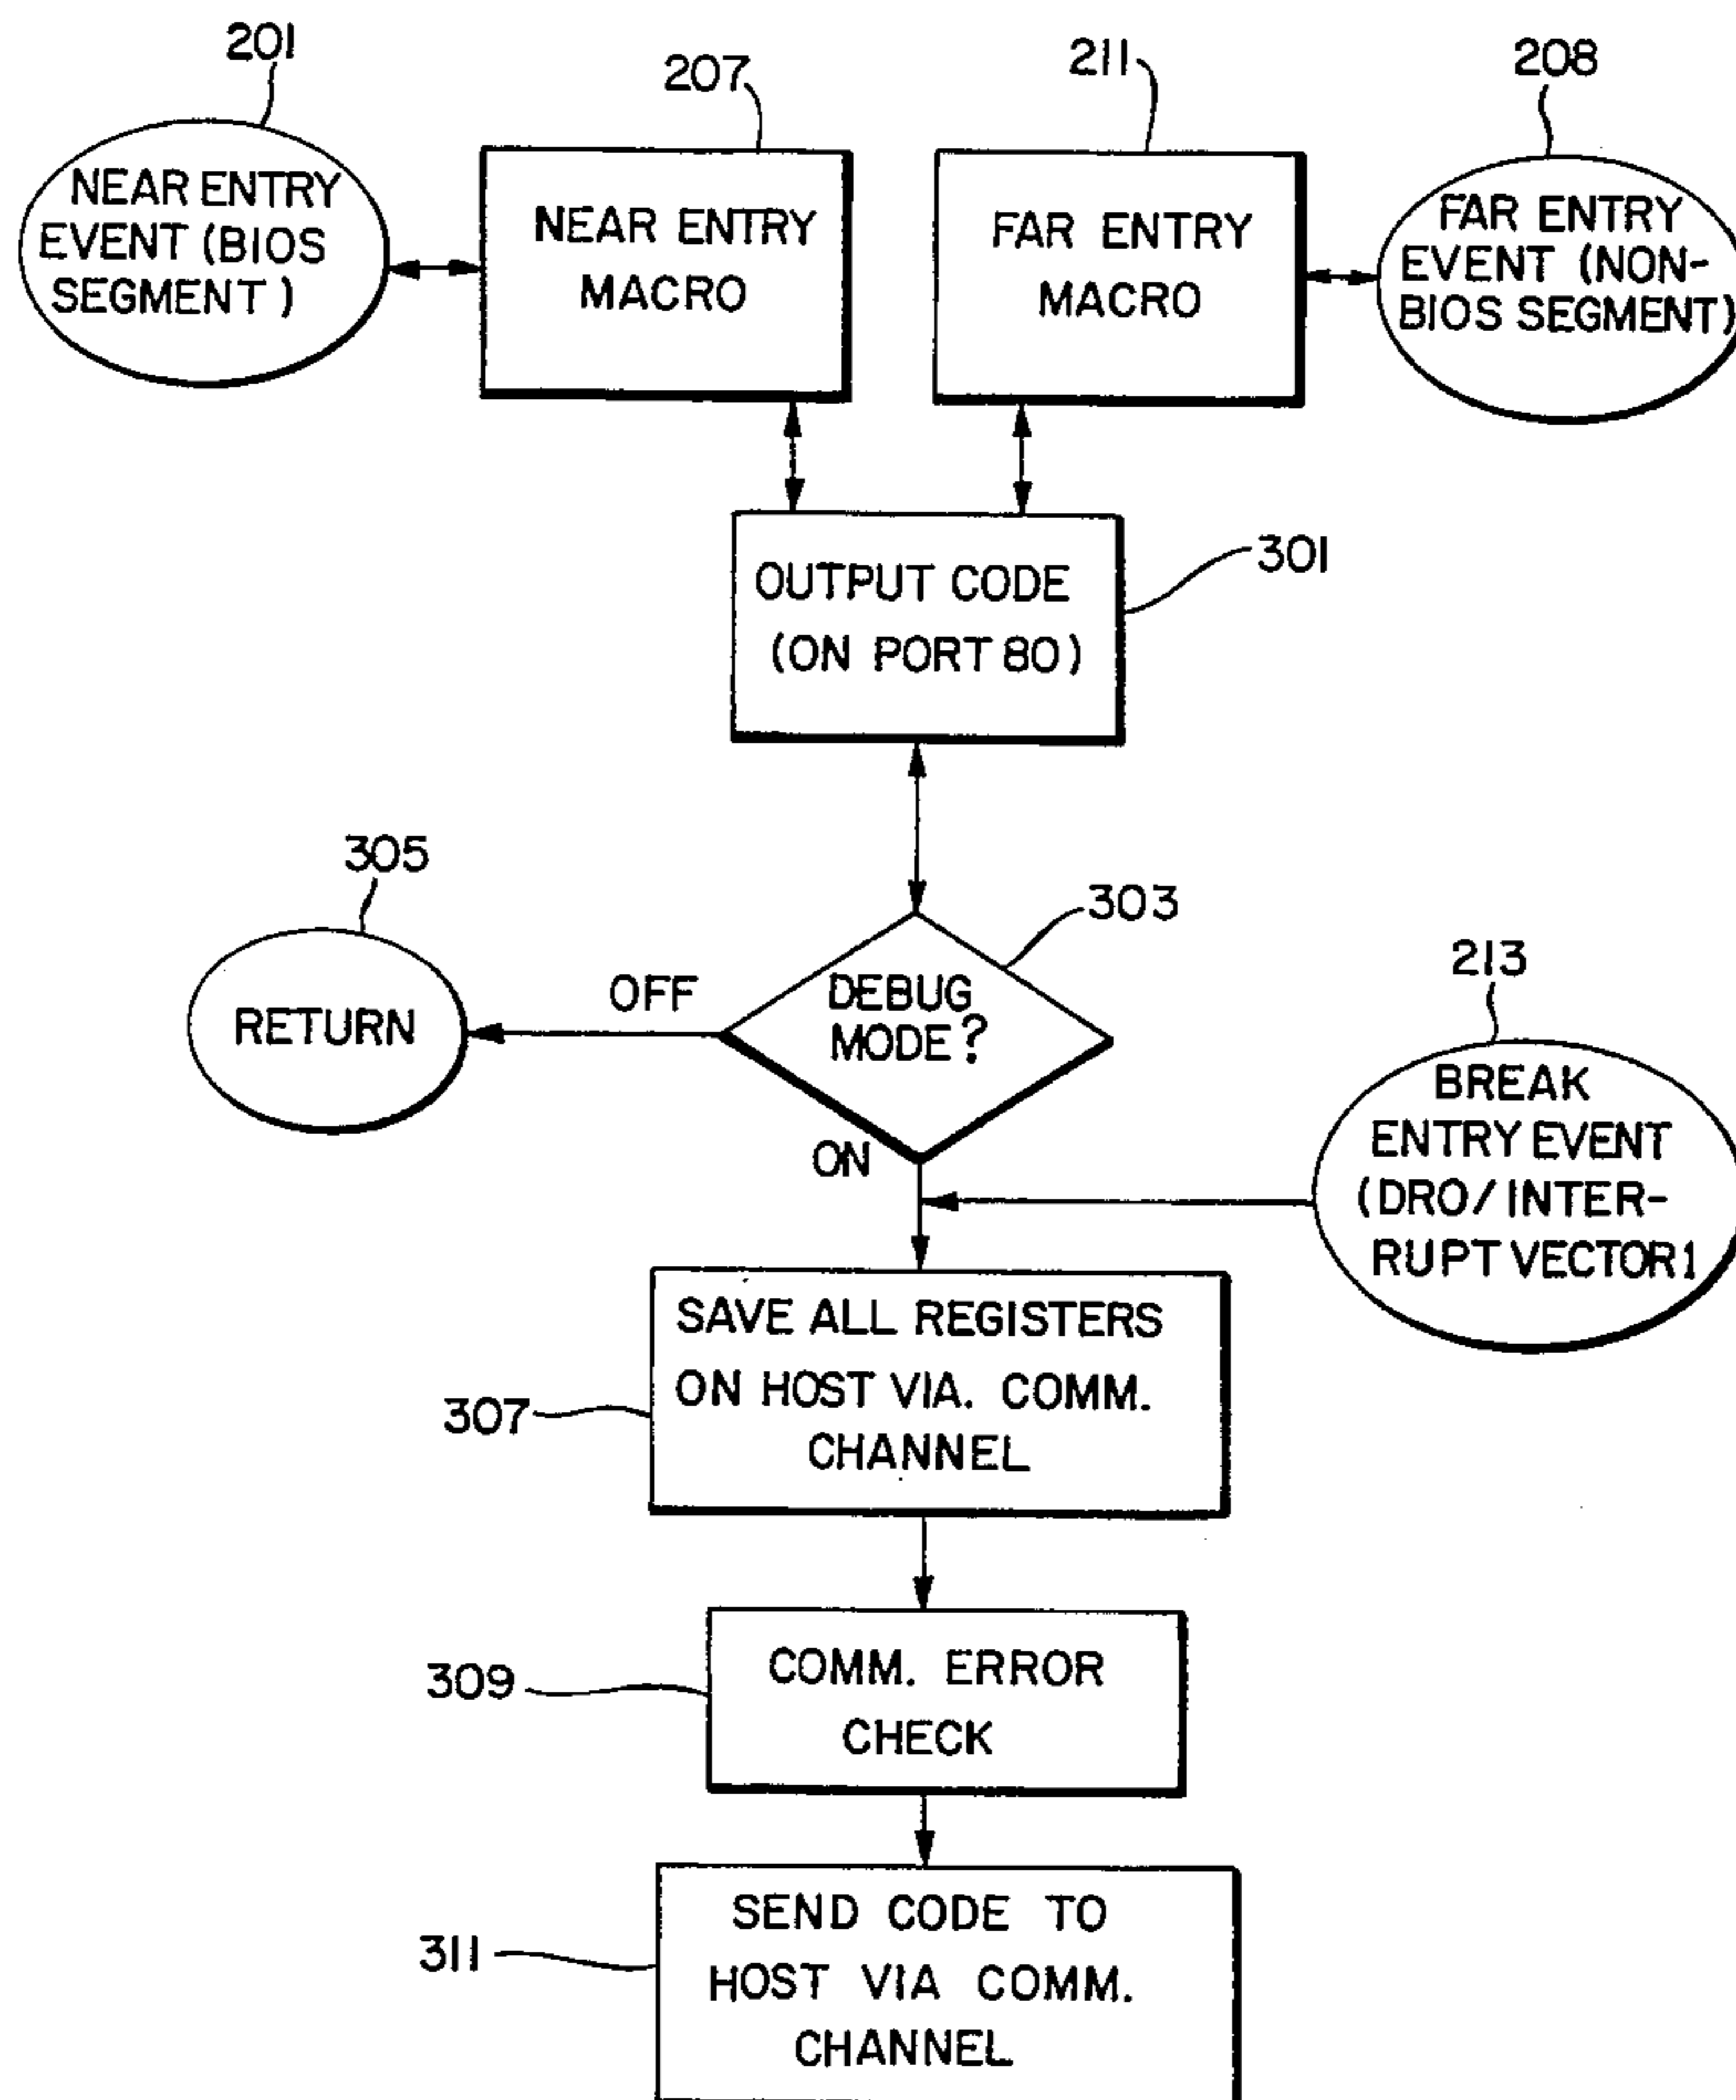 201
207
211
208
NEAR ENTRY
EVENT (BIOS
SEGMENT)
NEAR ENTRY
MACRO
FAR ENTRY
MACRO
FAR ENTRY
EVENT (NON-
BIOS SEGMENT)
OUTPUT CODE
(ON PORT 80)
301
305
303
RETURN
OFF
DEBUG
MODE?
ON
213
BREAK
ENTRY EVENT
(DRO/INTER-
RUPT VECTOR1
SAVE ALL REGISTERS
ON HOST VIA. COMM.
CHANNEL
307
COMM. ERROR
CHECK
309
SEND CODE TO
HOST VIA COMM.
CHANNEL
311